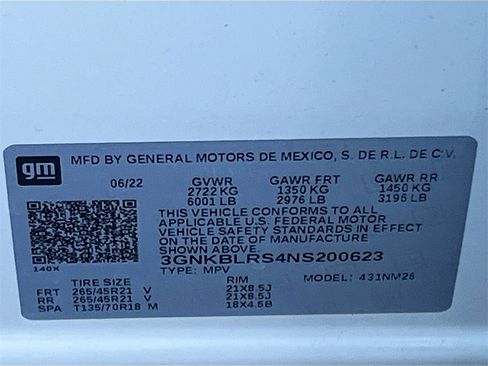 gm MFD BY GENERAL MOTORS DE MEXICO, S. DE R.L. DE C.V.
06/22 GVWR GAWR FRT GAWR RR
2722 KG 1350 KG 1450 KG
6001 LB 2976 LB 3196 LB
THIS VEHICLE CONFORMS TO ALL
APPLICABLE U.S. FEDERAL MOTOR
VEHICLE SAFETY STANDARDS IN EFFECT
ON THE DATE OF MANUFACTURE
SHOWN ABOVE.
3GNKBLRS4NS200623
140X TYPE: MPV MODEL: 431NM26
TIRE SIZE RIM
FRT 265/45R21 V 21X8.5J
RR 265/45R21 V 21X8.5J
SPA T135/70R18 M 18X4.5B